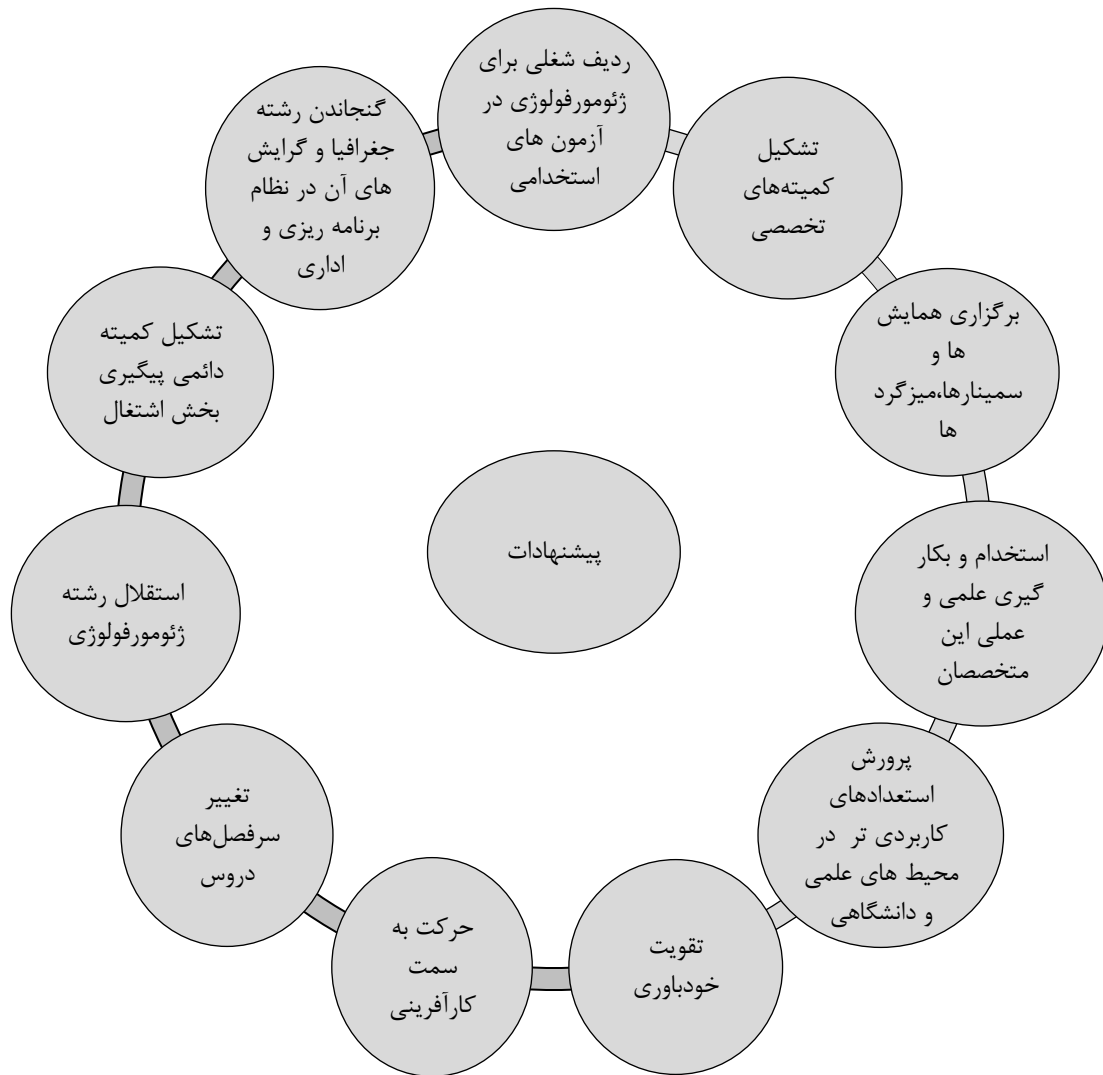 ردیف شغلی برای
ژئومورفولوژی در
آزمون های
استخدامی
تشکیل
کمیته‌های
تخصصی
برگزاری همایش
ها و
سمینارها،میزگرد
ها
استخدام و بکار
گیری علمی و
عملی این
متخصصان
پرورش
استعدادهای
کاربردی تر در
محیط های علمی
و دانشگاهی
تقویت
خودباوری
حرکت به
سمت
کارآفرینی
تغییر
سرفصل‌های
دروس
استقلال رشته
ژئومورفولوژی
تشکیل کمیته
دائمی پیگیری
بخش اشتغال
گنجاندن رشته
جغرافیا و گرایش
های آن در نظام
برنامه ریزی و
اداری
پیشنهادات